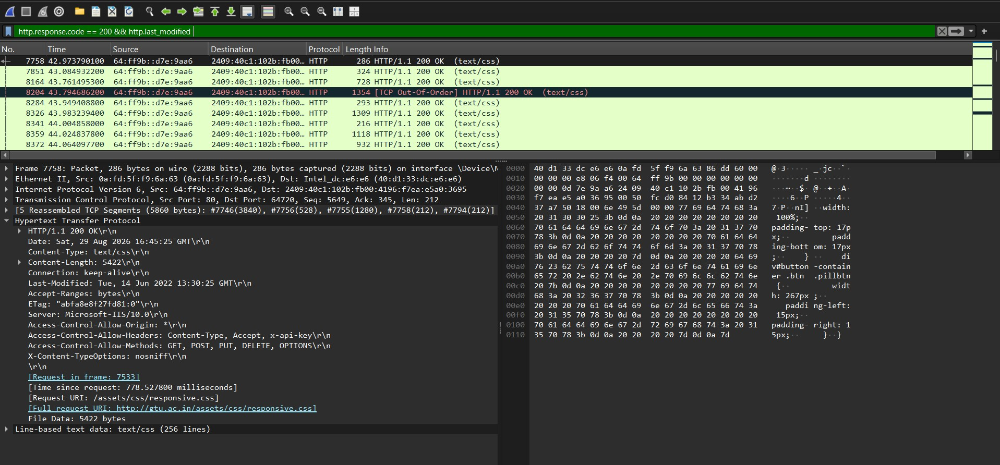 http.response.code == 200 && http.last_modified
No. Time Source Destination Protocol Length Info
7758 42.973790100 64:ff9b::d7e:9aa6 2409:40c1:102b:fb00… HTTP 286 HTTP/1.1 200 OK (text/css)
7851 43.084932200 64:ff9b::d7e:9aa6 2409:40c1:102b:fb00… HTTP 324 HTTP/1.1 200 OK (text/css)
8164 43.761495300 64:ff9b::d7e:9aa6 2409:40c1:102b:fb00… HTTP 728 HTTP/1.1 200 OK (text/css)
8204 43.794686200 64:ff9b::d7e:9aa6 2409:40c1:102b:fb00… HTTP 1354 [TCP Out-Of-Order] HTTP/1.1 200 OK (text/css)
8284 43.949408800 64:ff9b::d7e:9aa6 2409:40c1:102b:fb00… HTTP 293 HTTP/1.1 200 OK (text/css)
8326 43.983239400 64:ff9b::d7e:9aa6 2409:40c1:102b:fb00… HTTP 1309 HTTP/1.1 200 OK (text/css)
8341 44.004858000 64:ff9b::d7e:9aa6 2409:40c1:102b:fb00… HTTP 216 HTTP/1.1 200 OK (text/css)
8359 44.024837800 64:ff9b::d7e:9aa6 2409:40c1:102b:fb00… HTTP 1118 HTTP/1.1 200 OK (text/css)
8372 44.064097700 64:ff9b::d7e:9aa6 2409:40c1:102b:fb00… HTTP 932 HTTP/1.1 200 OK (text/css)
Frame 7758: Packet, 286 bytes on wire (2288 bits), 286 bytes captured (2288 bits) on interface \Device\N
Ethernet II, Src: 0a:fd:5f:f9:6a:63 (0a:fd:5f:f9:6a:63), Dst: Intel_dc:e6:e6 (40:d1:33:dc:e6:e6)
Internet Protocol Version 6, Src: 64:ff9b::d7e:9aa6, Dst: 2409:40c1:102b:fb00:4196:f7ea:e5a0:3695
Transmission Control Protocol, Src Port: 80, Dst Port: 64720, Seq: 5649, Ack: 345, Len: 212
[5 Reassembled TCP Segments (5860 bytes): #7746(3840), #7756(528), #7755(1280), #7758(212), #7794(212)]
Hypertext Transfer Protocol
HTTP/1.1 200 OK\r\n
Date: Sat, 29 Aug 2026 16:45:25 GMT\r\n
Content-Type: text/css\r\n
Content-Length: 5422\r\n
Connection: keep-alive\r\n
Last-Modified: Tue, 14 Jun 2022 13:30:25 GMT\r\n
Accept-Ranges: bytes\r\n
ETag: "abfa8e8f27fd81:0"\r\n
Server: Microsoft-IIS/10.0\r\n
Access-Control-Allow-Origin: *\r\n
Access-Control-Allow-Headers: Content-Type, Accept, x-api-key\r\n
Access-Control-Allow-Methods: GET, POST, PUT, DELETE, OPTIONS\r\n
X-Content-TypeOptions: nosniff\r\n
\r\n
[Request in frame: 7533]
[Time since request: 778.527800 milliseconds]
[Request URI: /assets/css/responsive.css]
[Full request URI: http://gtu.ac.in/assets/css/responsive.css]
File Data: 5422 bytes
Line-based text data: text/css (256 lines)
0000 40 d1 33 dc e6 e6 0a fd 5f f9 6a 63 86 dd 60 00 @·3····· _·jc··`·
0010 00 00 00 e8 06 f4 00 64 ff 9b 00 00 00 00 00 00 ·······d ········
0020 00 00 0d 7e 9a a6 24 09 40 c1 10 2b fb 00 41 96 ···~··$· @··+··A·
0030 f7 ea e5 a0 36 95 00 50 fc d0 84 12 b3 34 ab d2 ····6··P ·····4··
0040 37 a7 50 18 00 6e 49 5d 00 00 77 69 64 74 68 3a 7·P··nI] ··width:
0050 20 31 30 30 25 3b 0d 0a 20 20 20 20 20 20 20 20 100%;··
0060 70 61 64 64 69 6e 67 2d 74 6f 70 3a 20 31 37 70 padding- top: 17p
0070 78 3b 0d 0a 20 20 20 20 20 20 20 20 70 61 64 64 x;·· padd
0080 69 6e 67 2d 62 6f 74 74 6f 6d 3a 20 31 37 70 78 ing-bott om: 17px
0090 3b 0d 0a 20 20 20 20 7d 0d 0a 20 20 20 20 64 69 ;·· } ·· di
00a0 76 23 62 75 74 74 6f 6e 2d 63 6f 6e 74 61 69 6e v#button -contain
00b0 65 72 20 2e 62 74 6e 20 2e 70 69 6c 6c 62 74 6e er .btn .pillbtn
00c0 20 7b 0d 0a 20 20 20 20 20 20 20 20 77 69 64 74 {·· widt
00d0 68 3a 20 32 36 37 70 78 3b 0d 0a 20 20 20 20 20 h: 267px ;··
00e0 20 20 20 70 61 64 64 69 6e 67 2d 6c 65 66 74 3a paddi ng-left:
00f0 20 31 35 70 78 3b 0d 0a 20 20 20 20 20 20 20 20 15px;··
0100 70 61 64 64 69 6e 67 2d 72 69 67 68 74 3a 20 31 padding- right: 1
0110 35 70 78 3b 0d 0a 20 20 20 20 7d 0d 0a 7d 5px;·· }··}